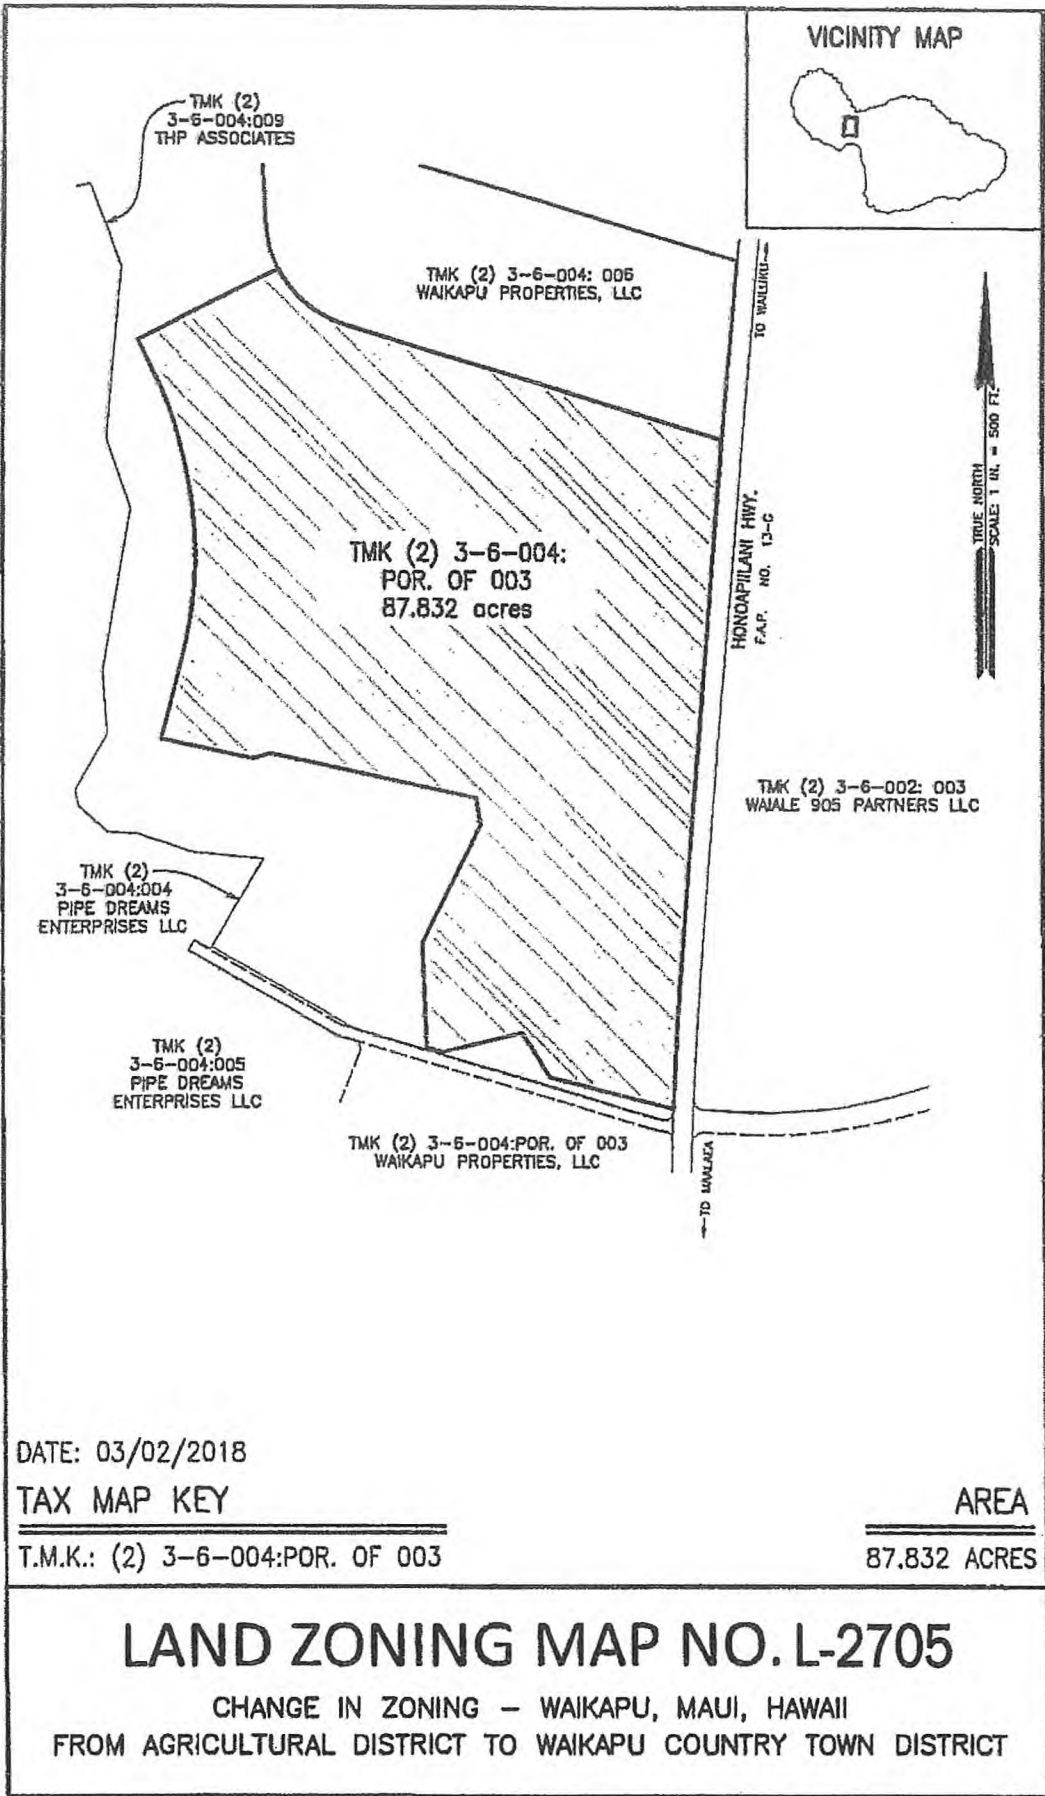 VICINITY MAP
TMK (2)
3-6-004:009
THP ASSOCIATES
TMK (2) 3-6-004: 006
WAIKAPU PROPERTIES, LLC
TO WAILUKU
TRUE NORTH
SCALE: 1 IN. = 500 FT.
HONOAPIILANI HWY.
F.A.P. NO. 13-G
TMK (2) 3-6-004:
POR. OF 003
87.832 acres
TMK (2) 3-6-002: 003
WAIALE 905 PARTNERS LLC
TMK (2)
3-6-004:004
PIPE DREAMS
ENTERPRISES LLC
TMK (2)
3-6-004:005
PIPE DREAMS
ENTERPRISES LLC
TMK (2) 3-6-004:POR. OF 003
WAIKAPU PROPERTIES, LLC
TO MAALAEA
DATE: 03/02/2018
TAX MAP KEY
AREA
T.M.K.: (2) 3-6-004:POR. OF 003
87.832 ACRES
LAND ZONING MAP NO. L-2705
CHANGE IN ZONING - WAIKAPU, MAUI, HAWAII
FROM AGRICULTURAL DISTRICT TO WAIKAPU COUNTRY TOWN DISTRICT